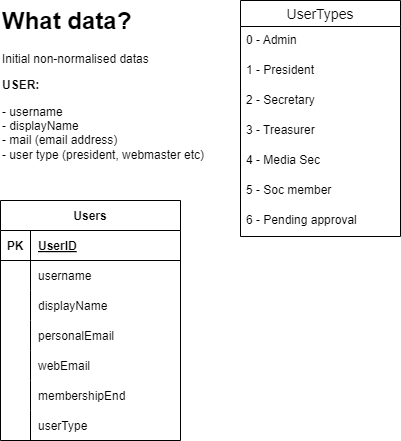 What data?
Initial non-normalised datas
USER:
- username
- displayName
- mail (email address)
- user type (president, webmaster etc)
UserTypes
0 - Admin
1 - President
2 - Secretary
3 - Treasurer
4 - Media Sec
5 - Soc member
6 - Pending approval
Users
PK UserID
username
displayName
personalEmail
webEmail
membershipEnd
userType